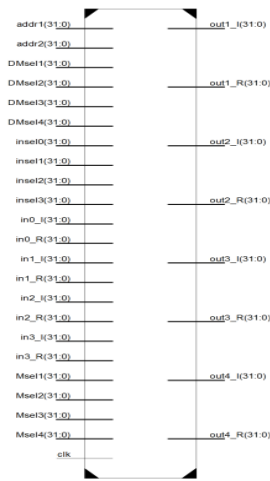 addr1(31:0)
out1_I(31:0)
addr2(31:0)
DMsel1(31:0)
DMsel2(31:0)
out1_R(31:0)
DMsel3(31:0)
DMsel4(31:0)
insel0(31:0)
out2_I(31:0)
insel1(31:0)
insel2(31:0)
insel3(31:0)
out2_R(31:0)
in0_I(31:0)
in0_R(31:0)
in1_I(31:0)
out3_I(31:0)
in1_R(31:0)
in2_I(31:0)
in2_R(31:0)
out3_R(31:0)
in3_I(31:0)
in3_R(31:0)
Msel1(31:0)
out4_I(31:0)
Msel2(31:0)
Msel3(31:0)
Msel4(31:0)
out4_R(31:0)
clk